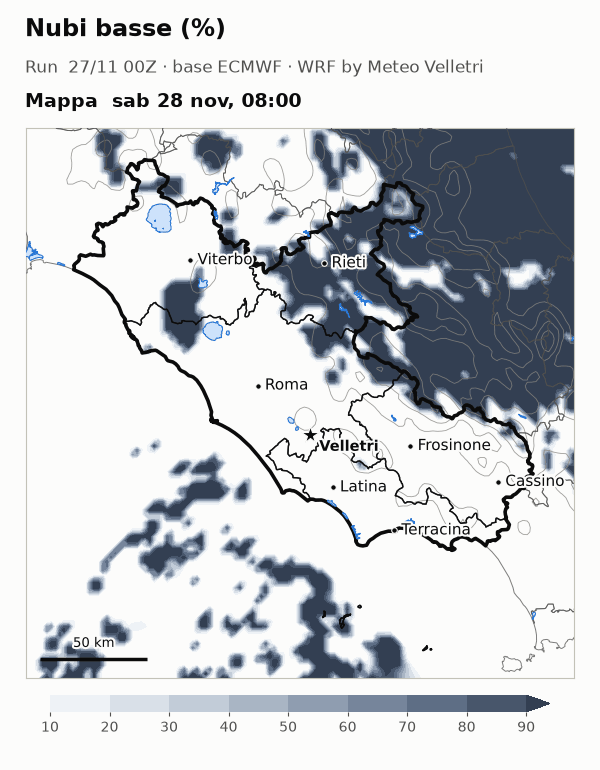 Nubi basse (%)
Run  27/11 00Z · base ECMWF · WRF by Meteo Velletri
Mappa  sab 28 nov, 08:00
Viterbo
Rieti
Roma
Velletri
Frosinone
Latina
Cassino
Terracina
50 km
10 20 30 40 50 60 70 80 90